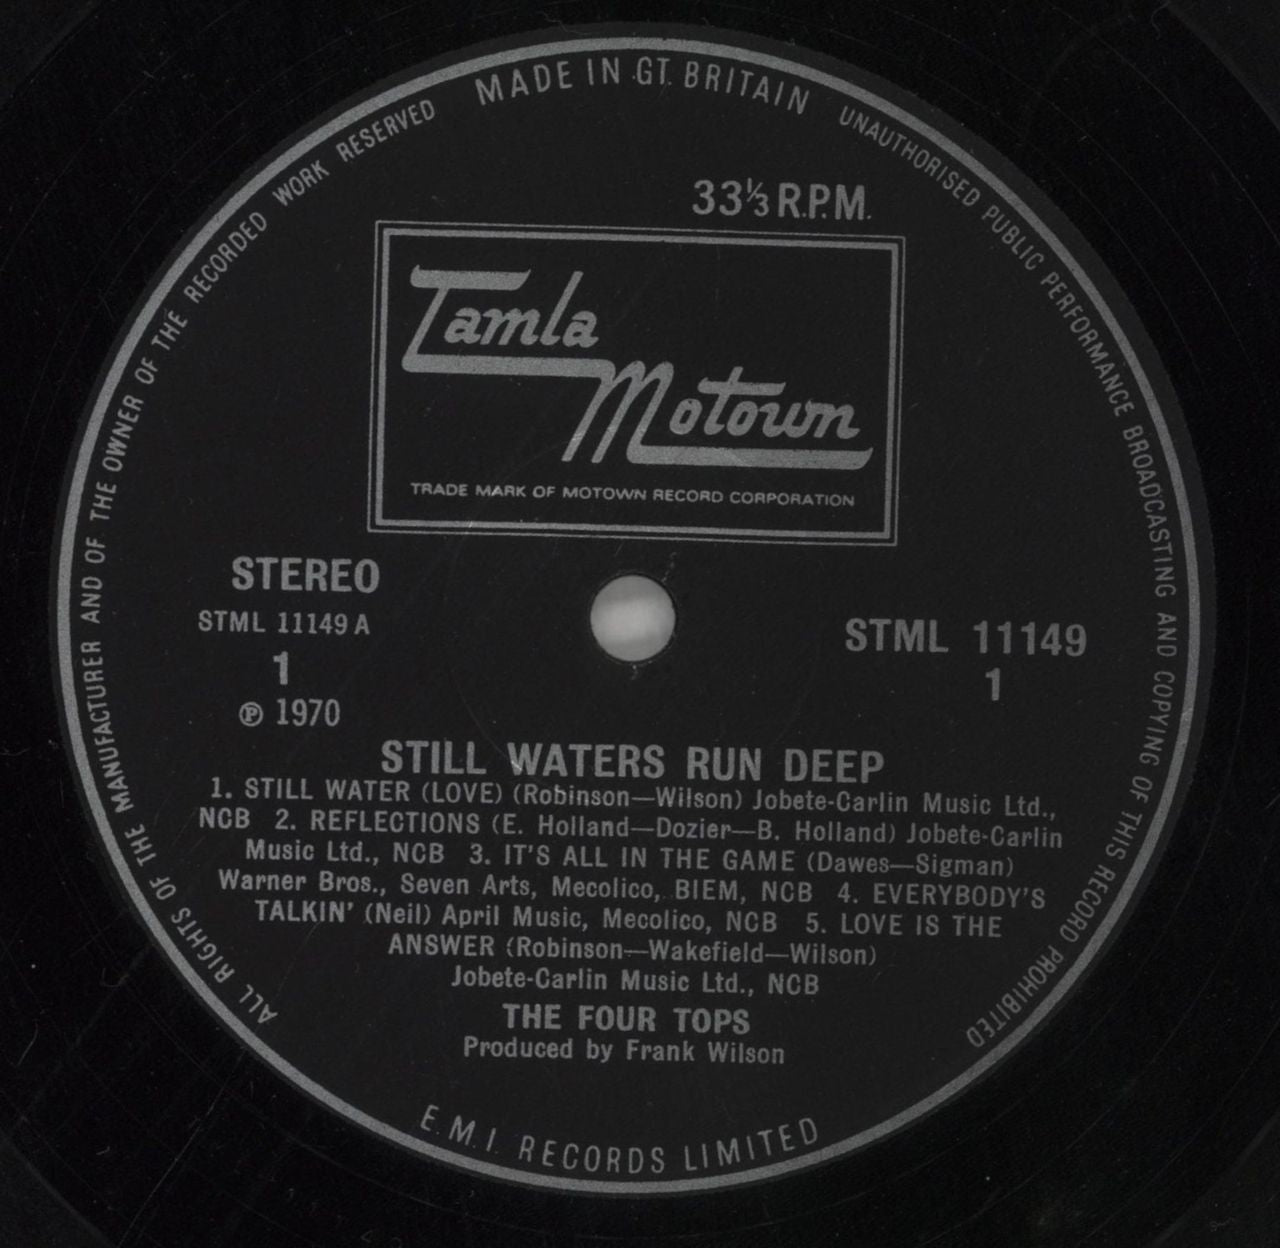 MADE IN GT. BRITAIN
UNAUTHORISED PUBLIC PERFORMANCE BROADCASTING AND COPYING OF THIS RECORD PROHIBITED
ALL RIGHTS OF THE MANUFACTURER AND OF THE OWNER OF THE RECORDED WORK RESERVED
33⅓ R.P.M.
Tamla
Motown
TRADE MARK OF MOTOWN RECORD CORPORATION
STEREO
STML 11149 A
1
℗ 1970
STML 11149
1
STILL WATERS RUN DEEP
1. STILL WATER (LOVE) (Robinson—Wilson) Jobete-Carlin Music Ltd.,
NCB 2. REFLECTIONS (E. Holland—Dozier—B. Holland) Jobete-Carlin
Music Ltd., NCB 3. IT'S ALL IN THE GAME (Dawes—Sigman)
Warner Bros., Seven Arts, Mecolico, BIEM, NCB 4. EVERYBODY'S
TALKIN' (Neil) April Music, Mecolico, NCB 5. LOVE IS THE
ANSWER (Robinson—Wakefield—Wilson)
Jobete-Carlin Music Ltd., NCB
THE FOUR TOPS
Produced by Frank Wilson
E.M.I. RECORDS LIMITED